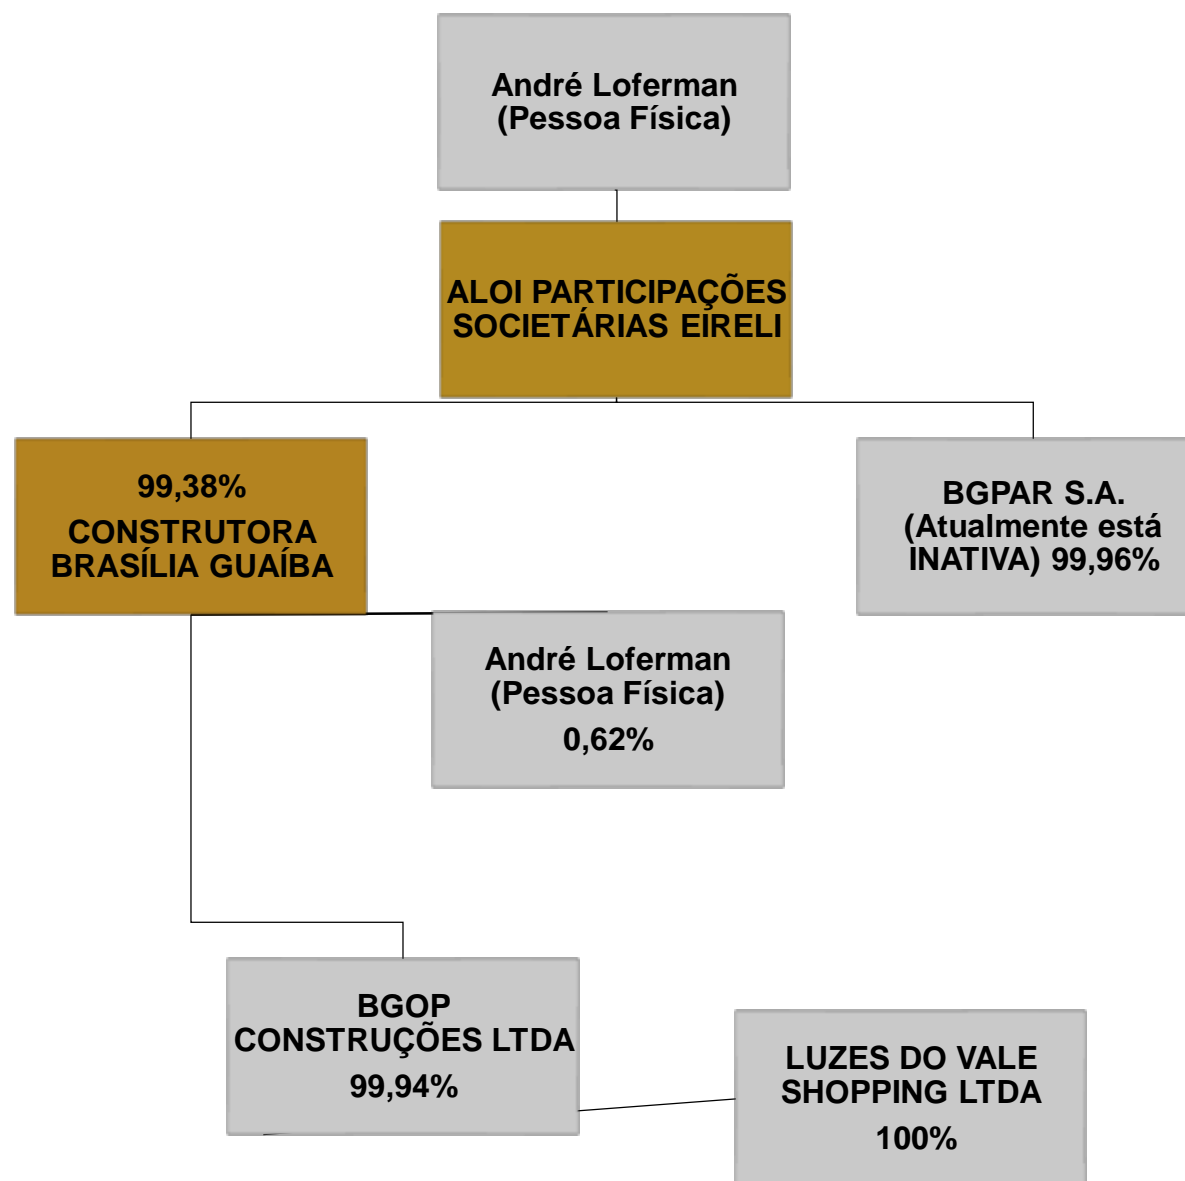 André Loferman
(Pessoa Física)
ALOI PARTICIPAÇÕES
SOCIETÁRIAS EIRELI
99,38%
CONSTRUTORA
BRASÍLIA GUAÍBA
BGPAR S.A.
(Atualmente está
INATIVA) 99,96%
André Loferman
(Pessoa Física)
0,62%
BGOP
CONSTRUÇÕES LTDA
99,94%
LUZES DO VALE
SHOPPING LTDA
100%